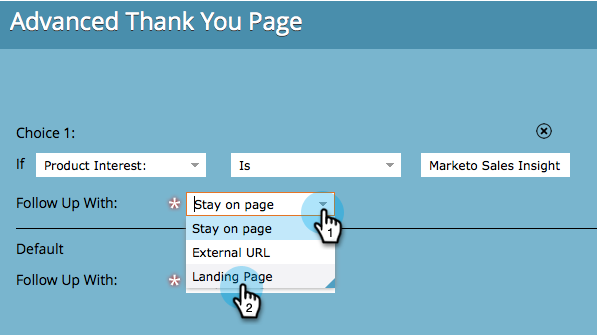 Advanced Thank You Page
Choice 1:
If Product Interest: Is Marketo Sales Insight
Follow Up With: * Stay on page
1
Stay on page
Default
External URL
Follow Up With: * Landing Page
2